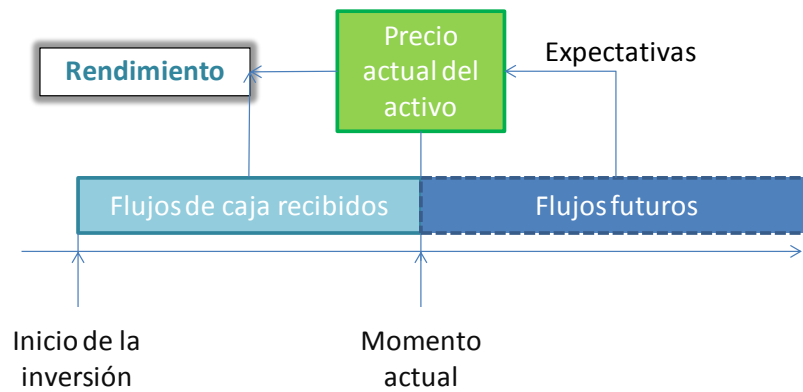 Precio
actual del
activo
Rendimiento
Expectativas
Flujos de caja recibidos
Flujos futuros
Inicio de la
inversión
Momento
actual